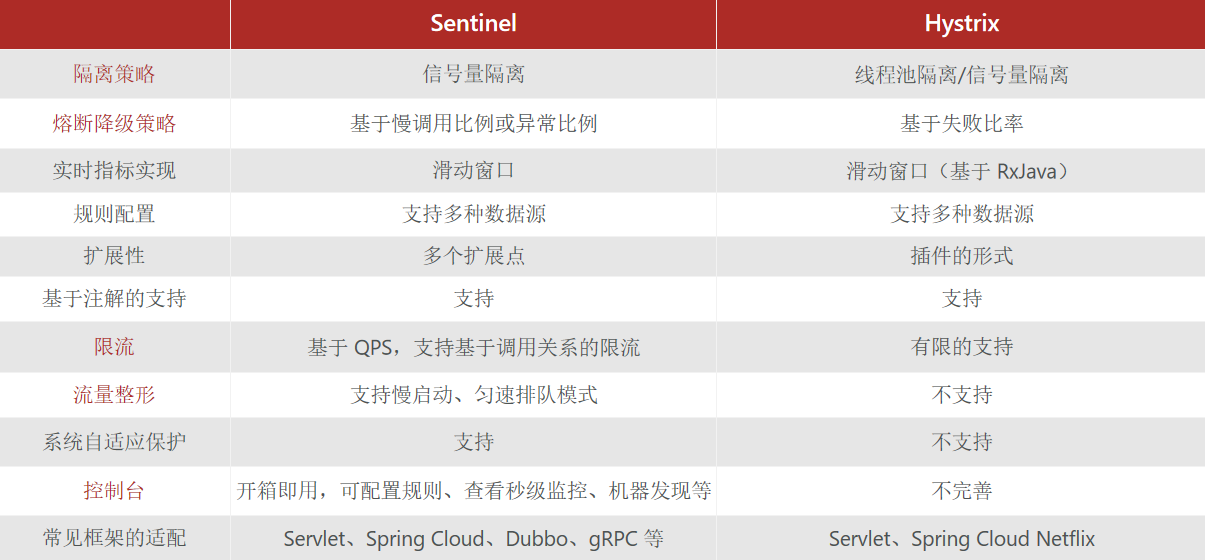 Sentinel Hystrix
隔离策略 信号量隔离 线程池隔离/信号量隔离
熔断降级策略 基于慢调用比例或异常比例 基于失败比率
实时指标实现 滑动窗口 滑动窗口（基于 RxJava）
规则配置 支持多种数据源 支持多种数据源
扩展性 多个扩展点 插件的形式
基于注解的支持 支持 支持
限流 基于 QPS，支持基于调用关系的限流 有限的支持
流量整形 支持慢启动、匀速排队模式 不支持
系统自适应保护 支持 不支持
控制台 开箱即用，可配置规则、查看秒级监控、机器发现等 不完善
常见框架的适配 Servlet、Spring Cloud、Dubbo、gRPC 等 Servlet、Spring Cloud Netflix